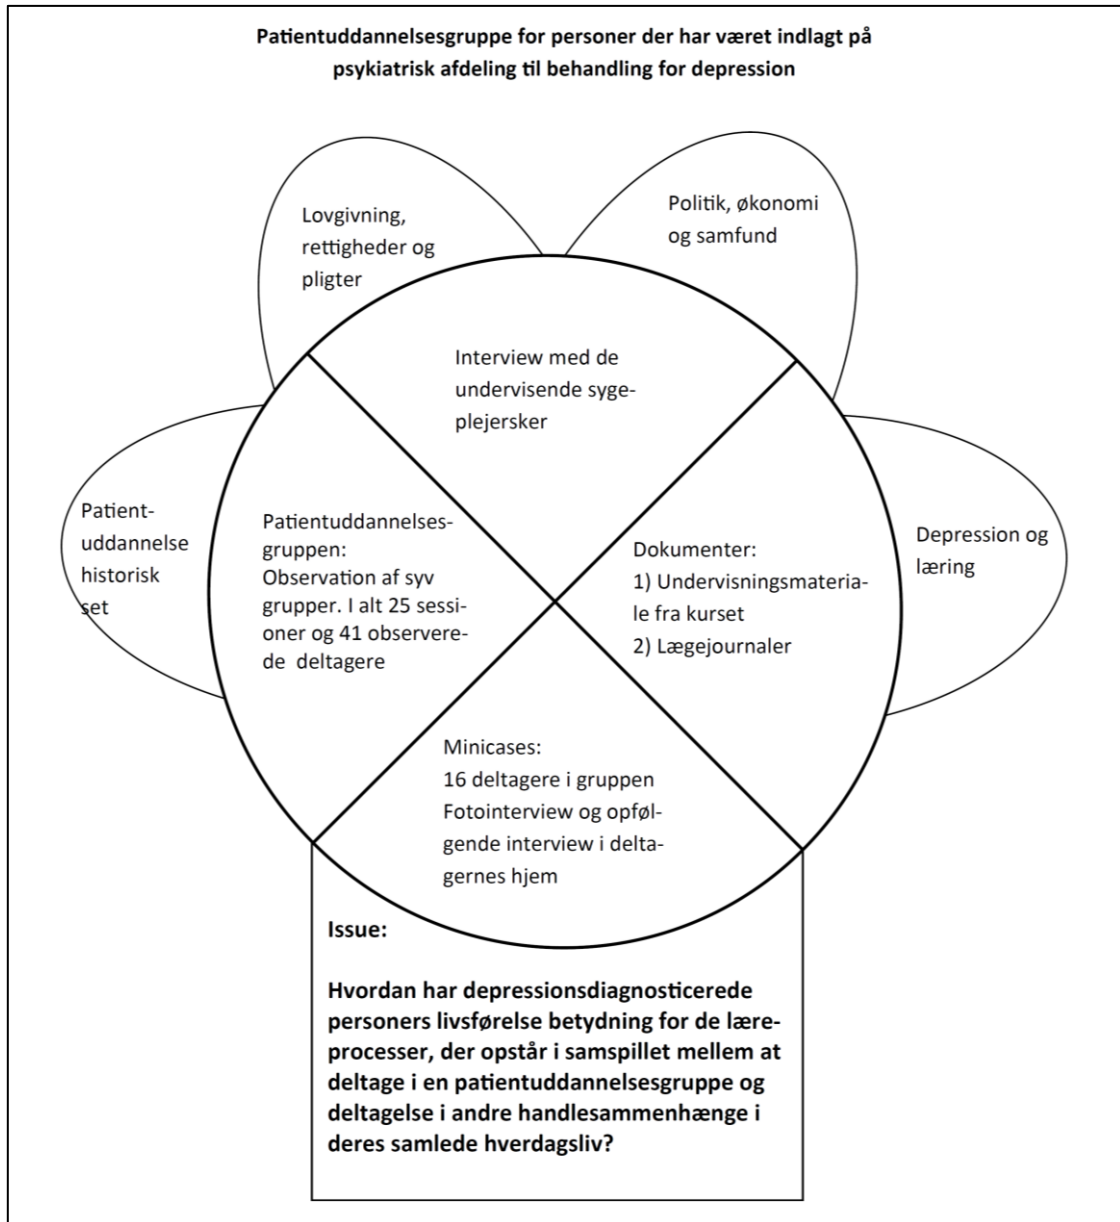 Patientuddannelsesgruppe for personer der har været indlagt på
psykiatrisk afdeling til behandling for depression
Lovgivning,
rettigheder og
pligter
Politik, økonomi
og samfund
Interview med de
undervisende syge-
plejersker
Patient-
uddannelse
historisk
set
Patientuddannelses-
gruppen:
Observation af syv
grupper. I alt 25 sessi-
oner og 41 observere-
de deltagere
Dokumenter:
1) Undervisningsmateria-
le fra kurset
2) Lægejournaler
Depression og
læring
Minicases:
16 deltagere i gruppen
Fotointerview og opføl-
gende interview i delta-
gernes hjem
Issue:
Hvordan har depressionsdiagnosticerede
personers livsførelse betydning for de lære-
processer, der opstår i samspillet mellem at
deltage i en patientuddannelsesgruppe og
deltagelse i andre handlesammenhænge i
deres samlede hverdagsliv?